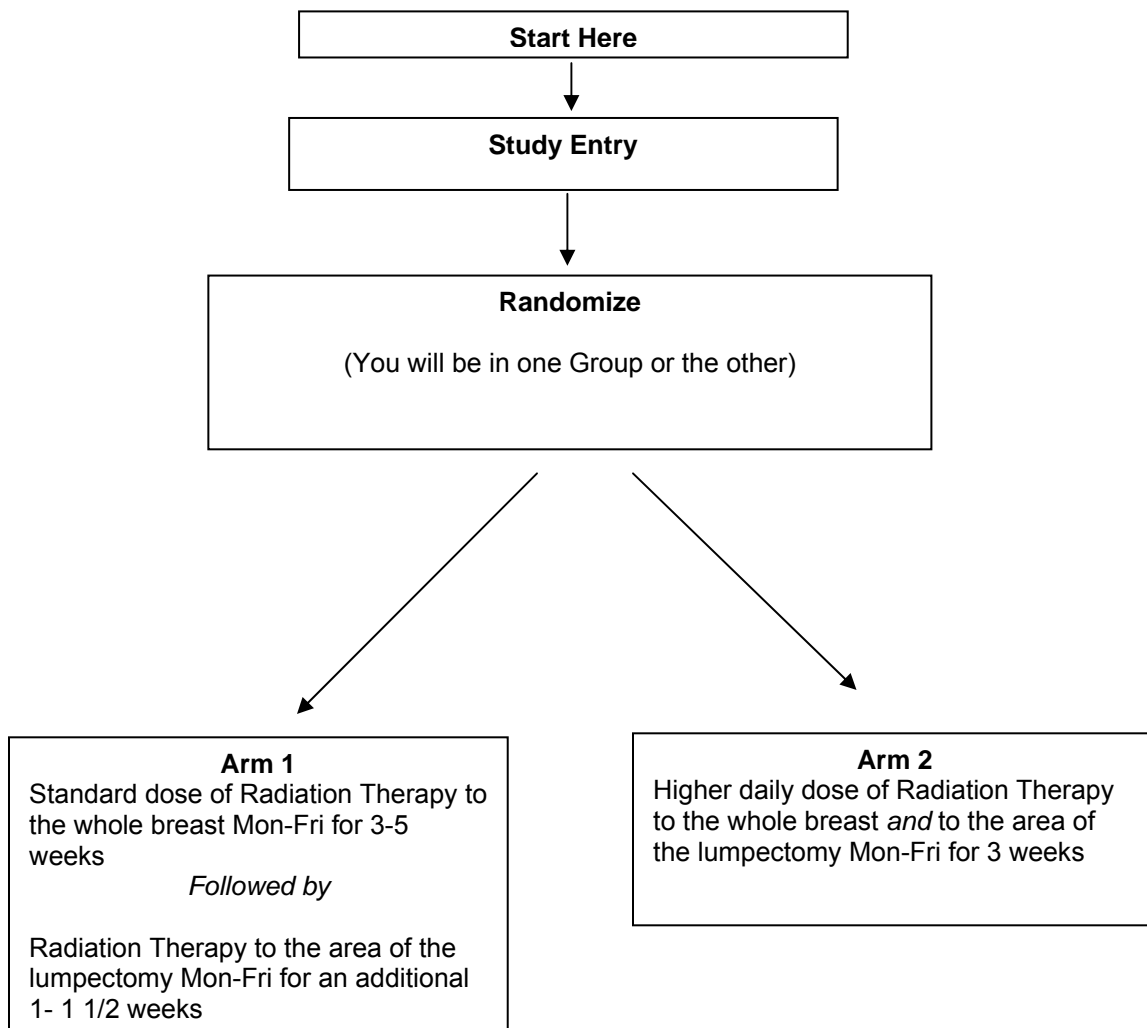 Start Here
Study Entry
Randomize
(You will be in one Group or the other)
Arm 1
Standard dose of Radiation Therapy to
the whole breast Mon-Fri for 3-5
weeks
Followed by
Radiation Therapy to the area of the
lumpectomy Mon-Fri for an additional
1- 1 1/2 weeks
Arm 2
Higher daily dose of Radiation Therapy
to the whole breast and to the area of
the lumpectomy Mon-Fri for 3 weeks